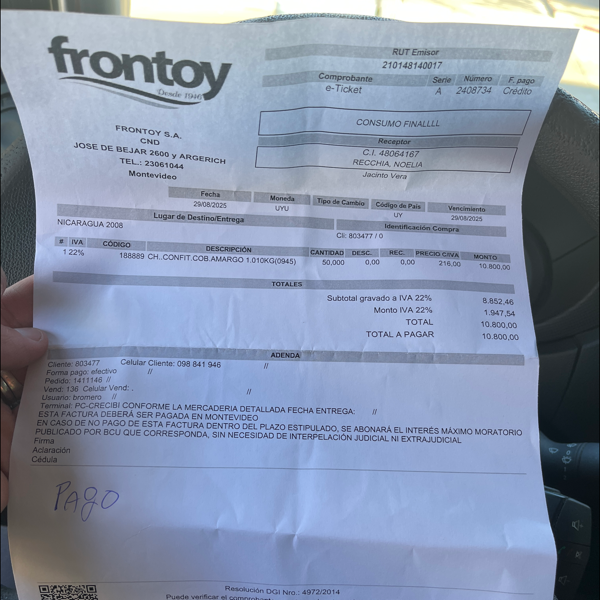 frontoy
Desde 1946
FRONTOY S.A.
CND
JOSE DE BEJAR 2600 y ARGERICH
TEL.: 23061044
Montevideo
RUT Emisor
210148140017
Comprobante Serie Número F. pago
e-Ticket A 2408734 Crédito
CONSUMO FINALLLL
Receptor
C.I. 48064167
RECCHIA, NOELIA
Jacinto Vera
Fecha Moneda Tipo de Cambio Código de País Vencimiento
29/08/2025 UYU UY 29/08/2025
Lugar de Destino/Entrega Identificación Compra
NICARAGUA 2008 Cli: 803477 / 0
# IVA CÓDIGO DESCRIPCIÓN CANTIDAD DESC. REC. PRECIO C/IVA MONTO
1 22% 188889 CH..CONFIT.COB.AMARGO 1.010KG(0945) 50,000 0,00 0,00 216,00 10.800,00
TOTALES
Subtotal gravado a IVA 22% 8.852,46
Monto IVA 22% 1.947,54
TOTAL 10.800,00
TOTAL A PAGAR 10.800,00
ADENDA
Cliente: 803477 Celular Cliente: 098 841 946 //
Forma pago: efectivo //
Pedido: 1411146 //
Vend: 136 Celular Vend: . //
Usuario: bromero //
Terminal: PC-CRECIBI CONFORME LA MERCADERIA DETALLADA FECHA ENTREGA: //
ESTA FACTURA DEBERÁ SER PAGADA EN MONTEVIDEO
EN CASO DE NO PAGO DE ESTA FACTURA DENTRO DEL PLAZO ESTIPULADO, SE ABONARÁ EL INTERÉS MÁXIMO MORATORIO
PUBLICADO POR BCU QUE CORRESPONDA, SIN NECESIDAD DE INTERPELACIÓN JUDICIAL NI EXTRAJUDICIAL
Firma
Aclaración
Cédula
PAGO
Resolución DGI Nro.: 4972/2014
Puede verificar el